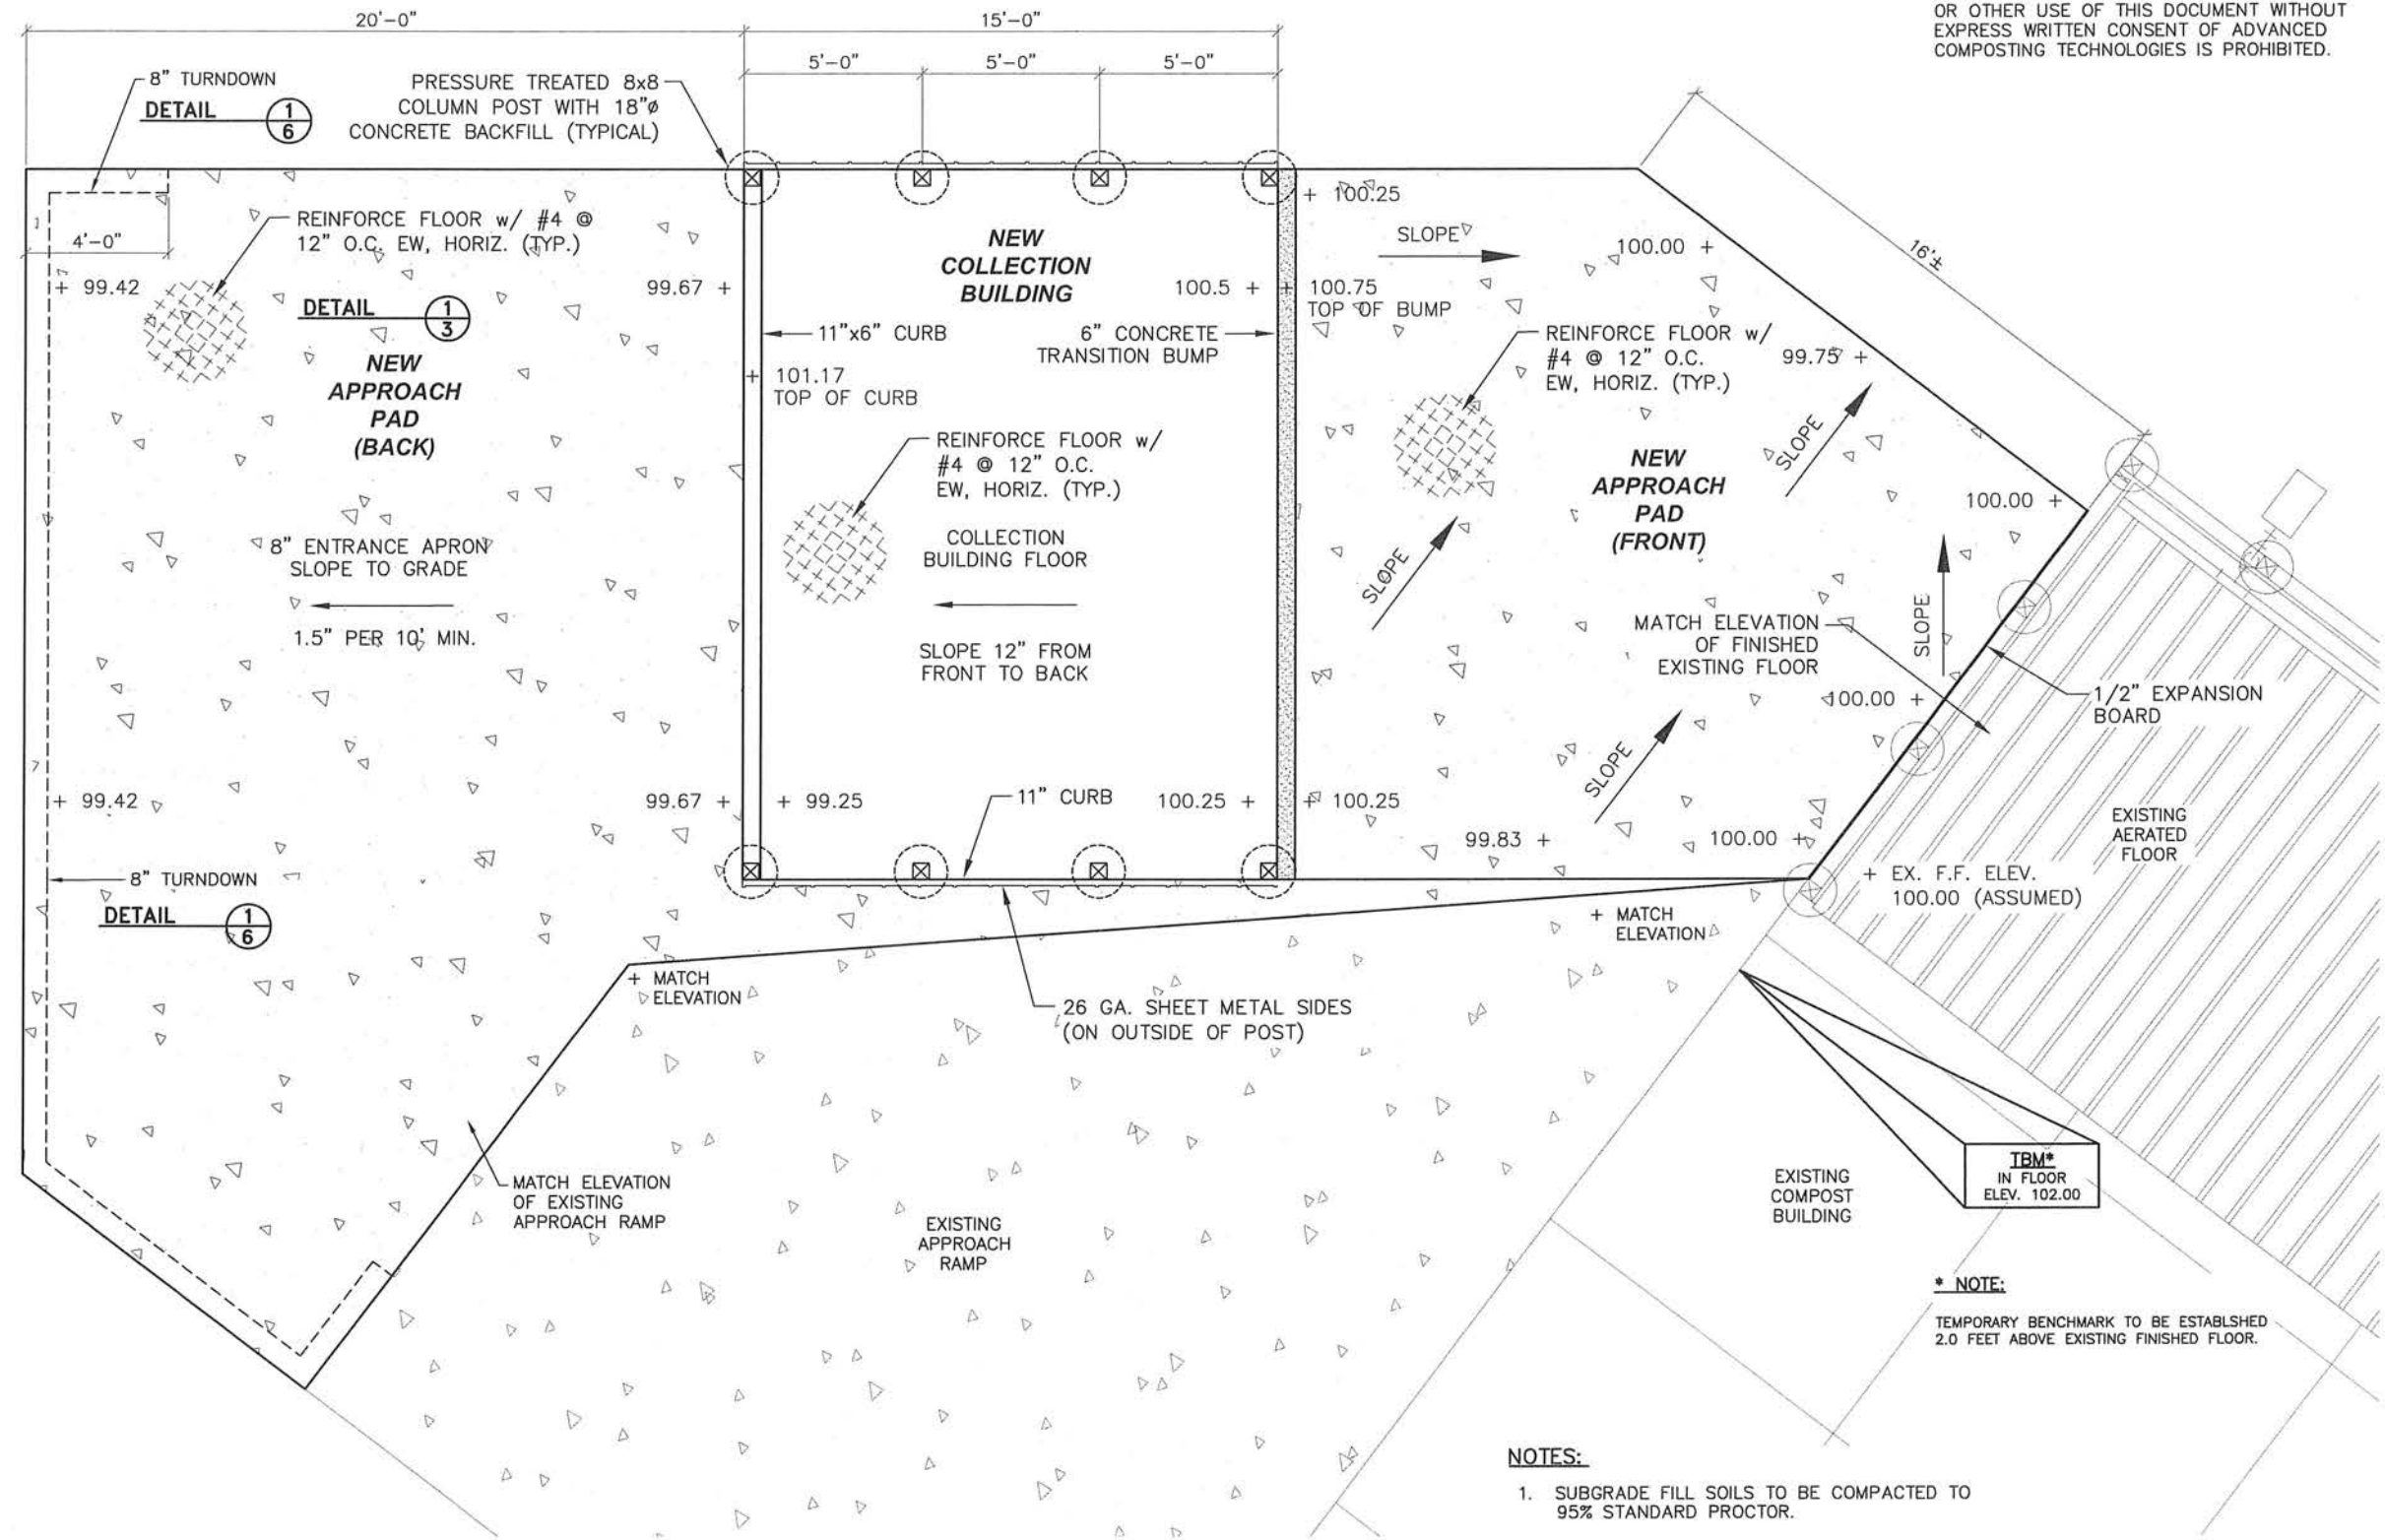 OR OTHER USE OF THIS DOCUMENT WITHOUT
EXPRESS WRITTEN CONSENT OF ADVANCED
COMPOSTING TECHNOLOGIES IS PROHIBITED.
20'-0"
15'-0"
5'-0"
5'-0"
5'-0"
8" TURNDOWN
DETAIL 1
6
PRESSURE TREATED 8x8
COLUMN POST WITH 18"ø
CONCRETE BACKFILL (TYPICAL)
REINFORCE FLOOR w/ #4 @
12" O.C. EW, HORIZ. (TYP.)
4'-0"
+ 99.42
DETAIL 1
3
NEW
APPROACH
PAD
(BACK)
99.67 +
8" ENTRANCE APRON
SLOPE TO GRADE
1.5" PER 10' MIN.
+ 99.42
99.67 +
8" TURNDOWN
DETAIL 1
6
NEW
COLLECTION
BUILDING
11"x6" CURB
6" CONCRETE
TRANSITION BUMP
100.5 +
+ 100.75
TOP OF BUMP
+ 101.17
TOP OF CURB
REINFORCE FLOOR w/
#4 @ 12" O.C.
EW, HORIZ. (TYP.)
COLLECTION
BUILDING FLOOR
SLOPE 12" FROM
FRONT TO BACK
+ 99.25
11" CURB
100.25 +
+ 100.25
+ 100.25
SLOPE
100.00 +
16'±
REINFORCE FLOOR w/
#4 @ 12" O.C.
EW, HORIZ. (TYP.)
99.75 +
SLOPE
NEW
APPROACH
PAD
(FRONT)
100.00 +
SLOPE
SLOPE
MATCH ELEVATION
OF FINISHED
EXISTING FLOOR
100.00 +
1/2" EXPANSION
BOARD
SLOPE
99.83 +
100.00 +
EXISTING
AERATED
FLOOR
+ EX. F.F. ELEV.
100.00 (ASSUMED)
+ MATCH
ELEVATION
+ MATCH
ELEVATION
26 GA. SHEET METAL SIDES
(ON OUTSIDE OF POST)
MATCH ELEVATION
OF EXISTING
APPROACH RAMP
EXISTING
APPROACH
RAMP
EXISTING
COMPOST
BUILDING
TBM*
IN FLOOR
ELEV. 102.00
* NOTE:
TEMPORARY BENCHMARK TO BE ESTABLSHED
2.0 FEET ABOVE EXISTING FINISHED FLOOR.
NOTES:
1. SUBGRADE FILL SOILS TO BE COMPACTED TO
95% STANDARD PROCTOR.